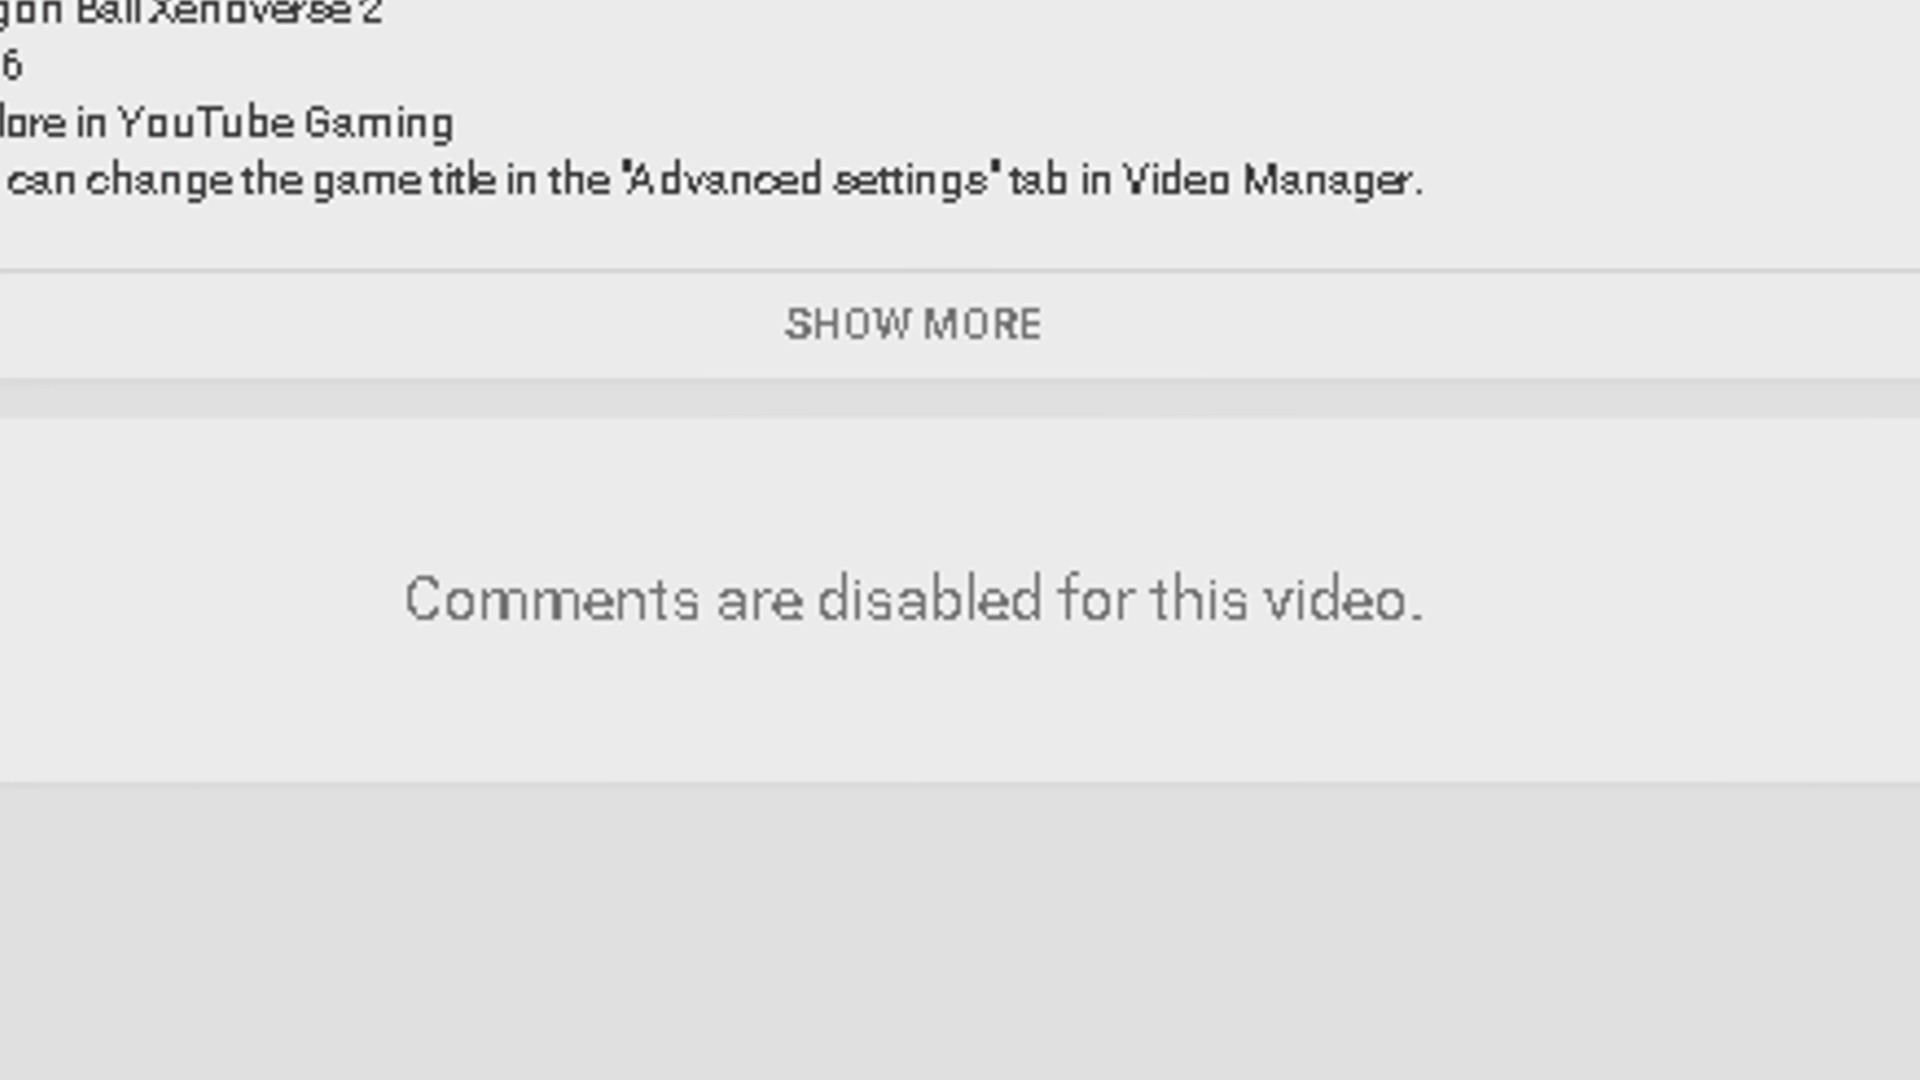 gon Ball Xenoverse 2
6
lore in YouTube Gaming
can change the game title in the "Advanced settings" tab in Video Manager.
SHOW MORE
Comments are disabled for this video.